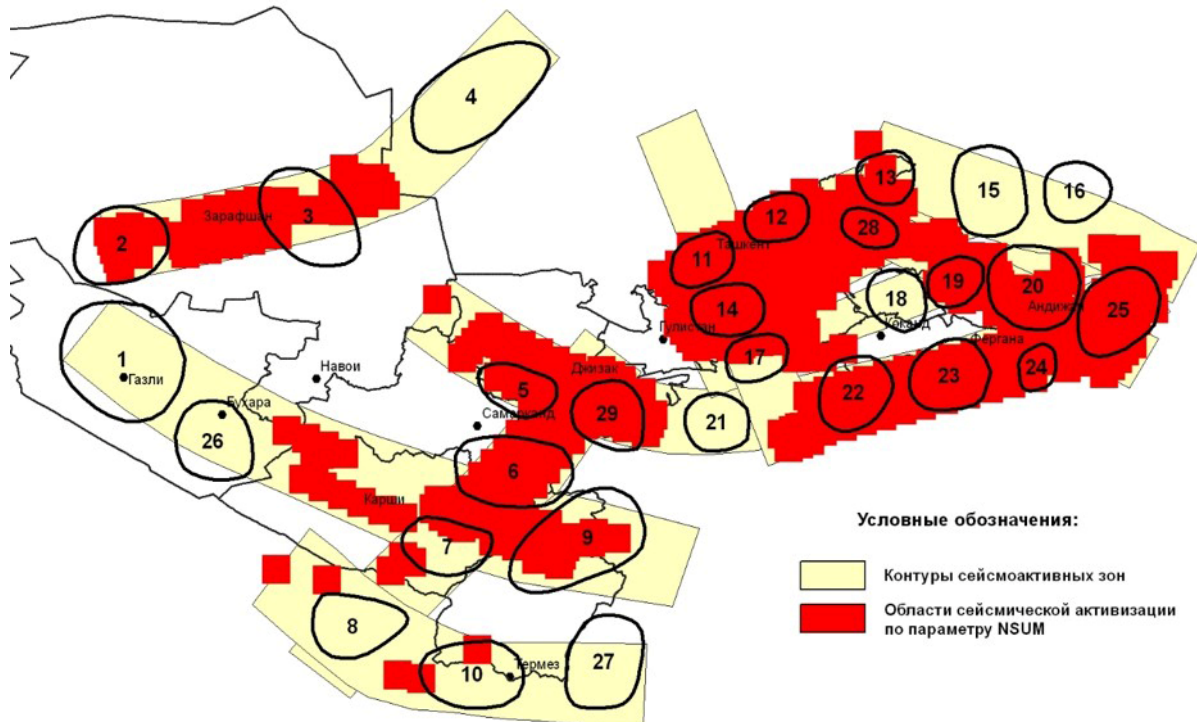 4
15
16
13
12
28
Зарафшан
3
2
Ташкент
11
19
20
18
14
Андижан
25
Коканд
Гулистан
Фергана
17
1
Газли
Навои
Джизак
24
23
5
22
Бухара
29
Самарканд
21
26
6
Карши
9
7
Условные обозначения:
Контуры сейсмоактивных зон
Области сейсмической активизации
по параметру NSUM
8
27
Термез
10